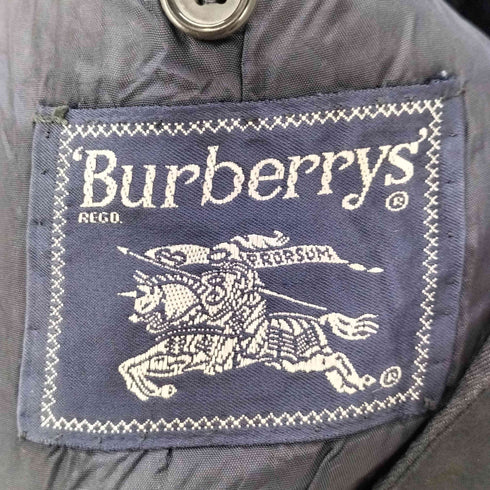 'Burberrys'
REGD. ®
PRORSUM
®